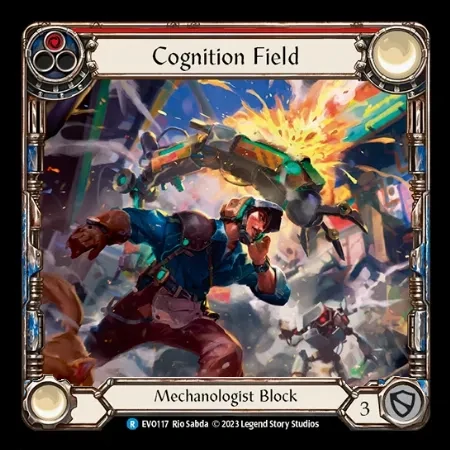 Cognition Field
Mechanologist Block
3
R EVO117 Rio Sabda © 2023 Legend Story Studios